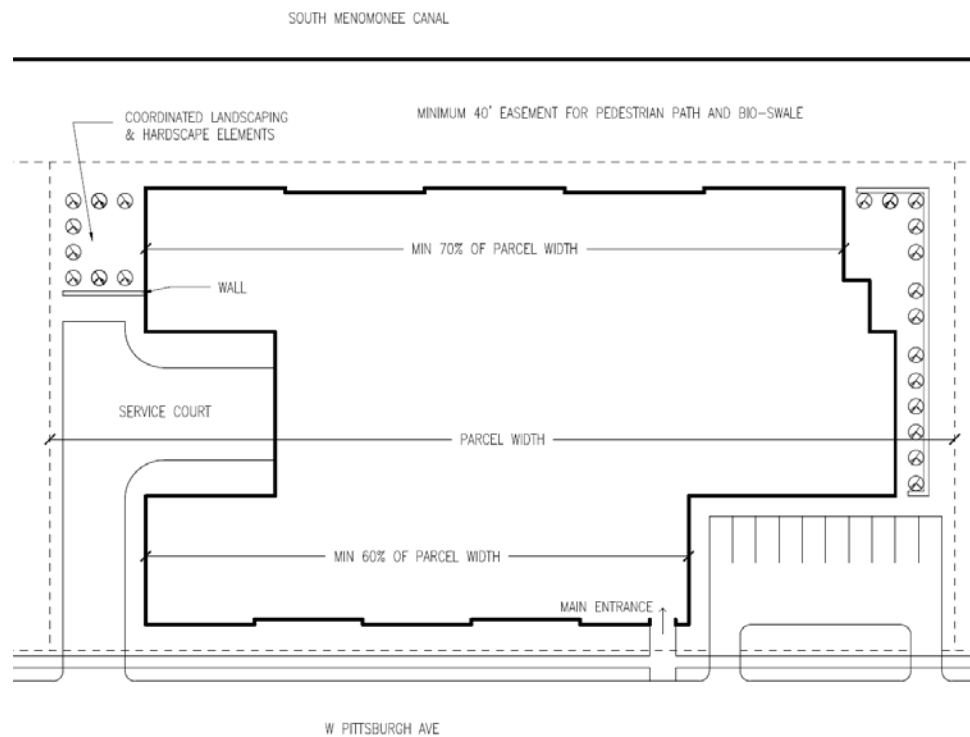 SOUTH MENOMONEE CANAL
COORDINATED LANDSCAPING
& HARDSCAPE ELEMENTS
MINIMUM 40' EASEMENT FOR PEDESTRIAN PATH AND BIO-SWALE
MIN 70% OF PARCEL WIDTH
WALL
SERVICE COURT
PARCEL WIDTH
MIN 60% OF PARCEL WIDTH
MAIN ENTRANCE
W PITTSBURGH AVE